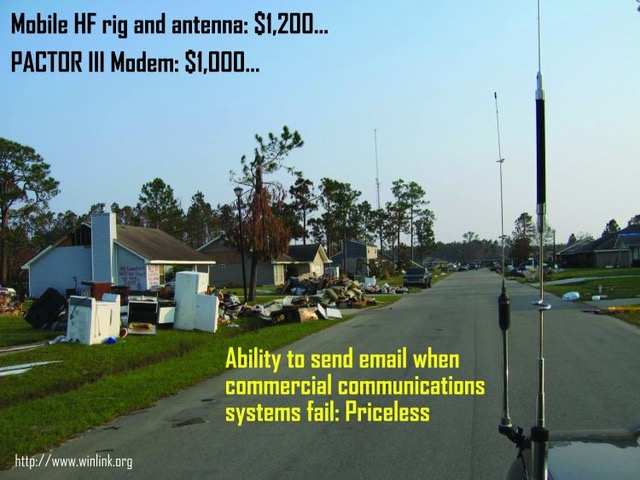 Mobile HF rig and antenna: $1,200...
PACTOR III Modem: $1,000...
Ability to send email when
commercial communications
systems fail: Priceless
http://www.winlink.org